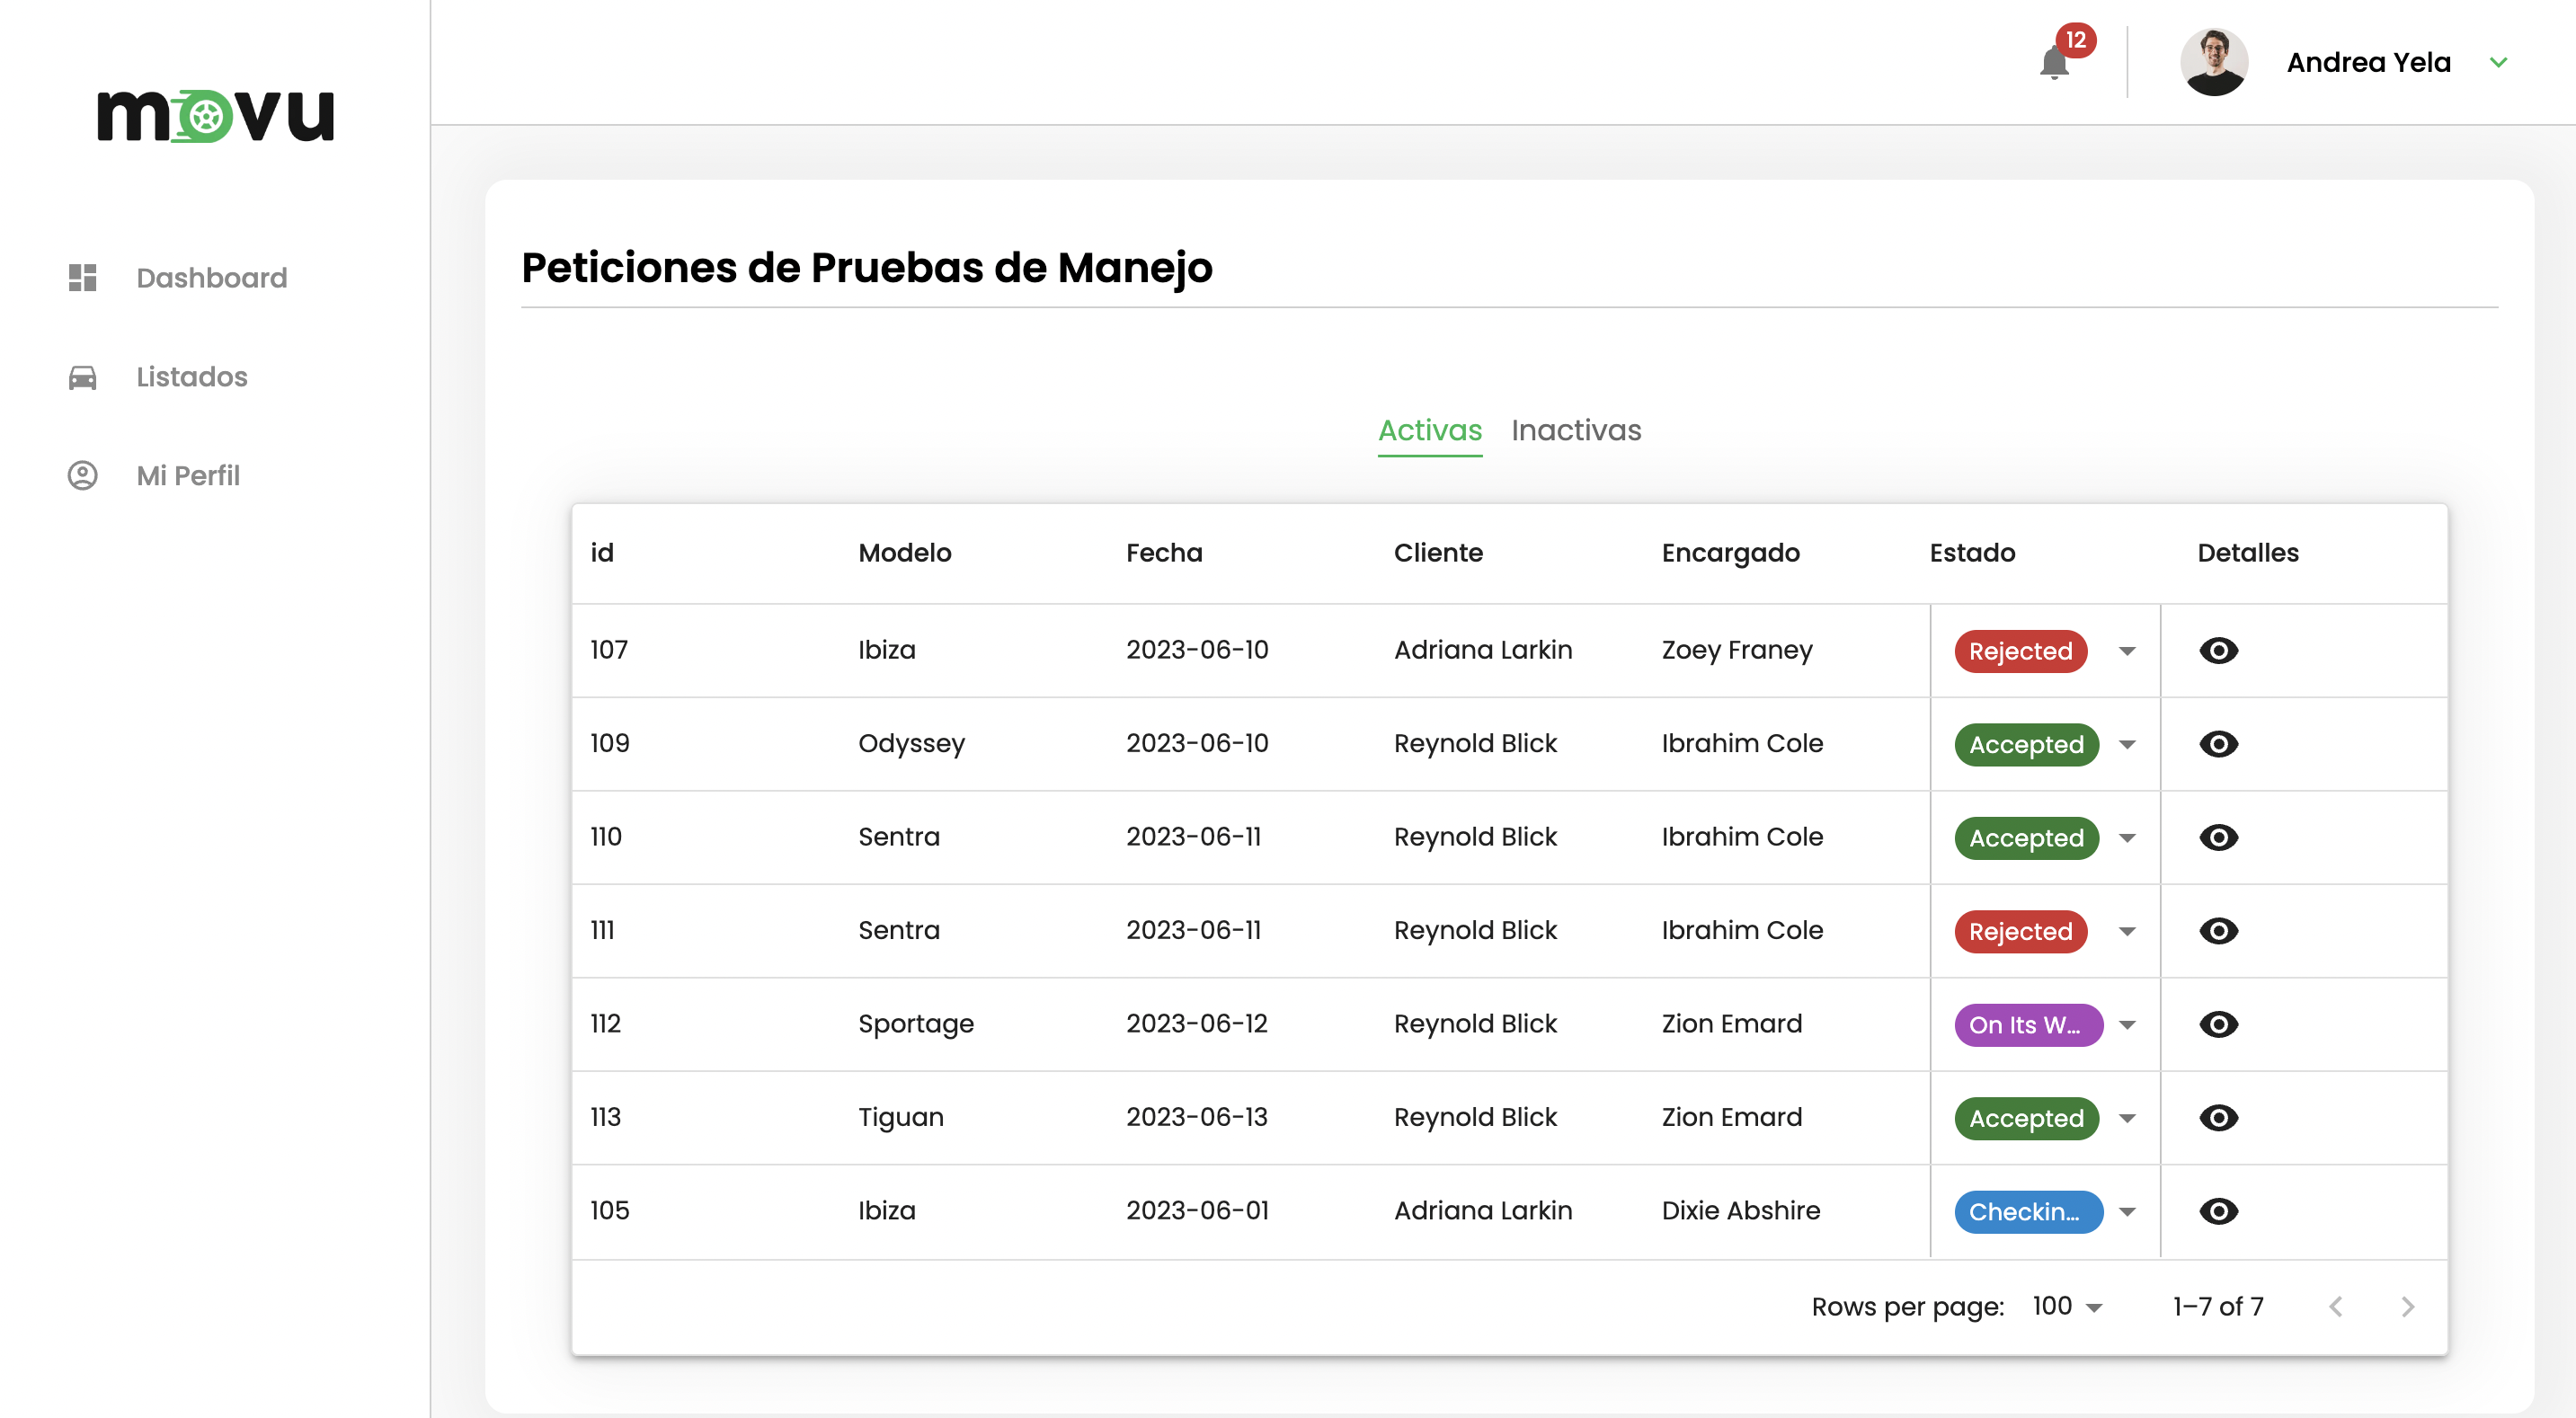 movu
12
Andrea Yela
Dashboard
Listados
Mi Perfil
Peticiones de Pruebas de Manejo
Activas Inactivas
id Modelo Fecha Cliente Encargado Estado Detalles
107 Ibiza 2023-06-10 Adriana Larkin Zoey Franey Rejected
109 Odyssey 2023-06-10 Reynold Blick Ibrahim Cole Accepted
110 Sentra 2023-06-11 Reynold Blick Ibrahim Cole Accepted
111 Sentra 2023-06-11 Reynold Blick Ibrahim Cole Rejected
112 Sportage 2023-06-12 Reynold Blick Zion Emard On Its W...
113 Tiguan 2023-06-13 Reynold Blick Zion Emard Accepted
105 Ibiza 2023-06-01 Adriana Larkin Dixie Abshire Checkin...
Rows per page: 100 1–7 of 7